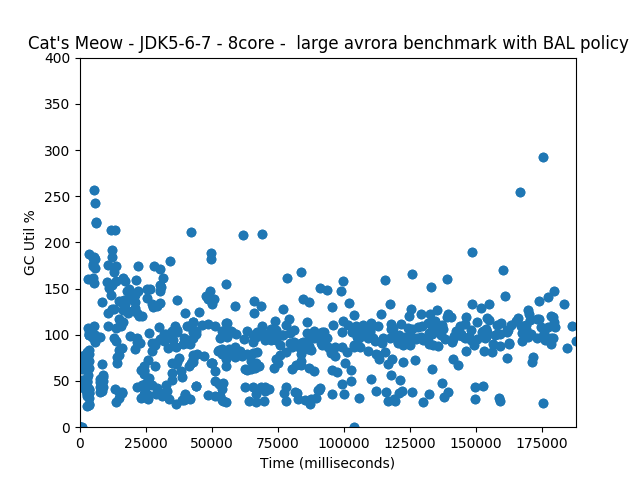 Cat's Meow - JDK5-6-7 - 8core -  large avrora benchmark with BAL policy
400
350
300
250
200
150
100
50
0
GC Util %
0 25000 50000 75000 100000 125000 150000 175000
Time (milliseconds)